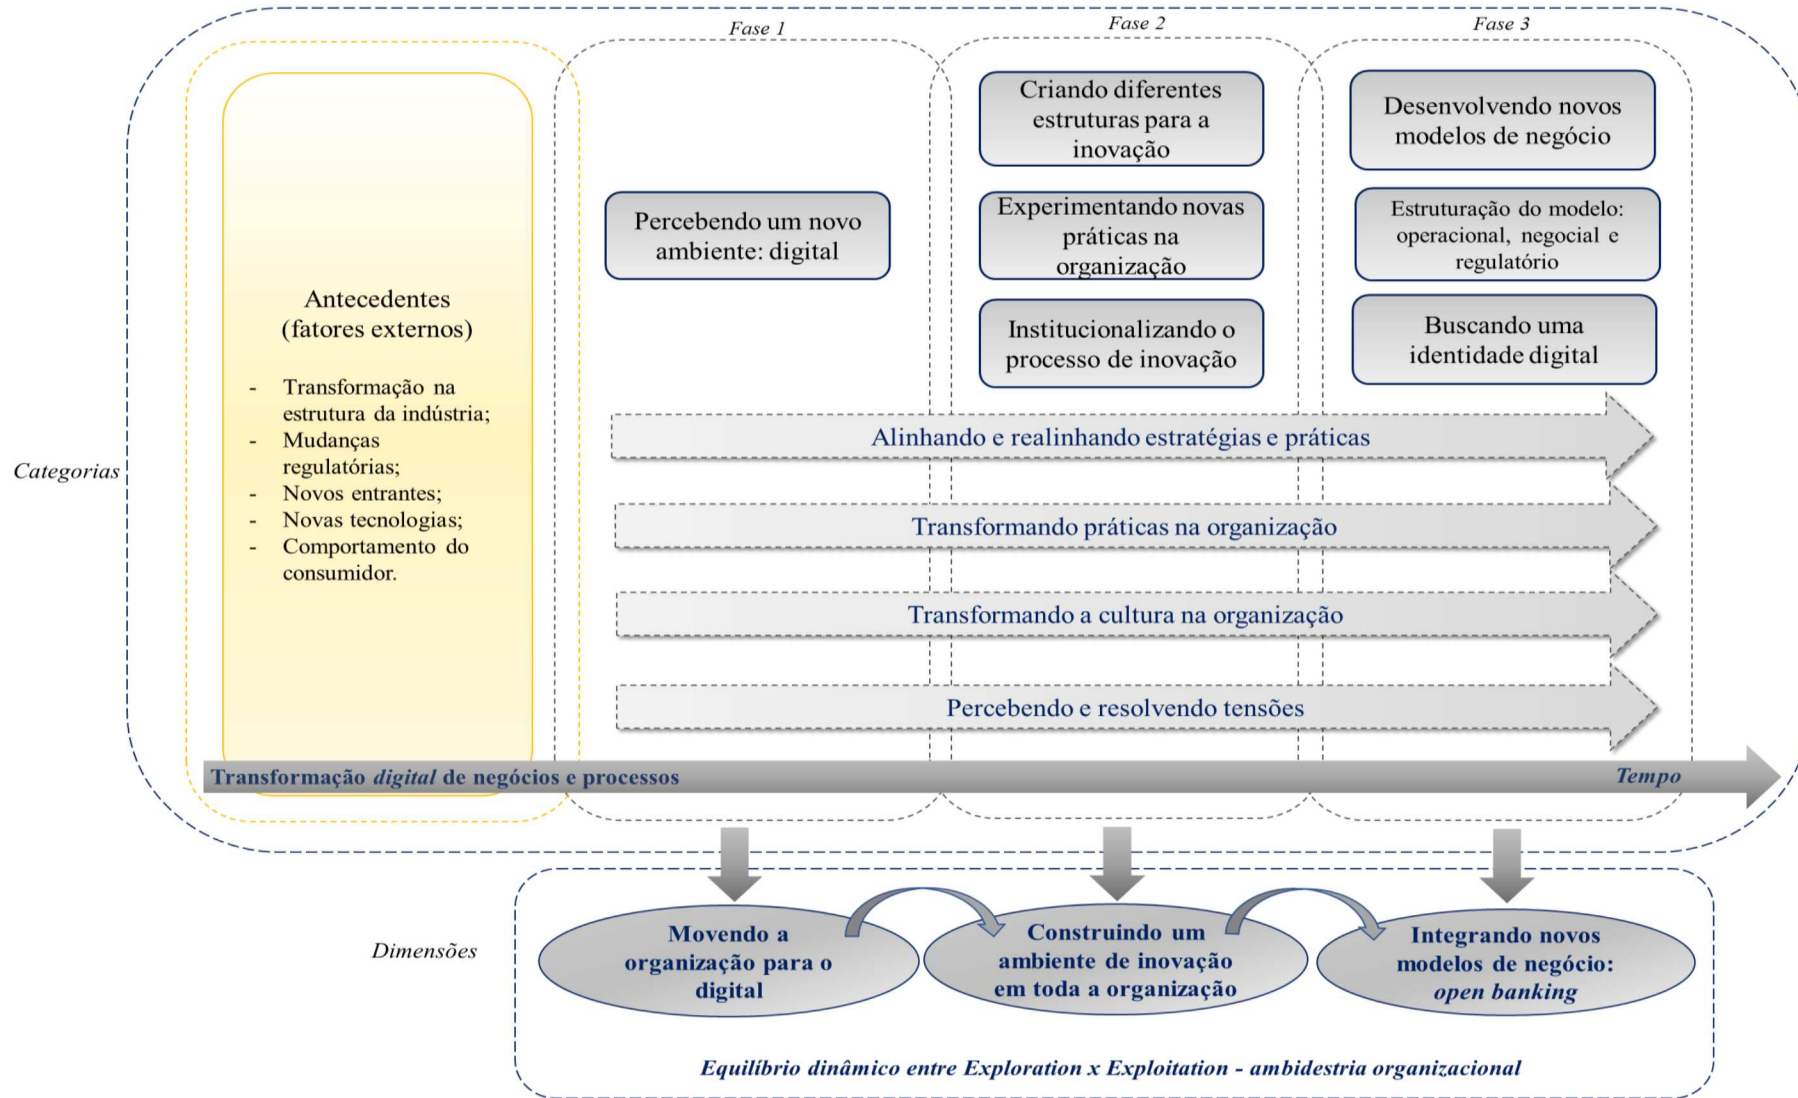 Fase 1
Fase 2
Fase 3
Categorias
Antecedentes
(fatores externos)
- Transformação na
estrutura da indústria;
- Mudanças
regulatórias;
- Novos entrantes;
- Novas tecnologias;
- Comportamento do
consumidor.
Percebendo um novo
ambiente: digital
Criando diferentes
estruturas para a
inovação
Experimentando novas
práticas na
organização
Institucionalizando o
processo de inovação
Desenvolvendo novos
modelos de negócio
Estruturação do modelo:
operacional, negocial e
regulatório
Buscando uma
identidade digital
Alinhando e realinhando estratégias e práticas
Transformando práticas na organização
Transformando a cultura na organização
Percebendo e resolvendo tensões
Transformação digital de negócios e processos
Tempo
Dimensões
Movendo a
organização para o
digital
Construindo um
ambiente de inovação
em toda a organização
Integrando novos
modelos de negócio:
open banking
Equilíbrio dinâmico entre Exploration x Exploitation - ambidestria organizacional